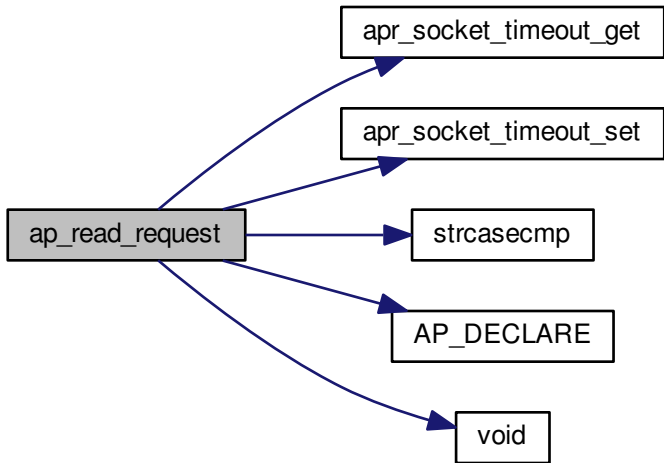 apr_socket_timeout_get
apr_socket_timeout_set
ap_read_request
strcasecmp
AP_DECLARE
void